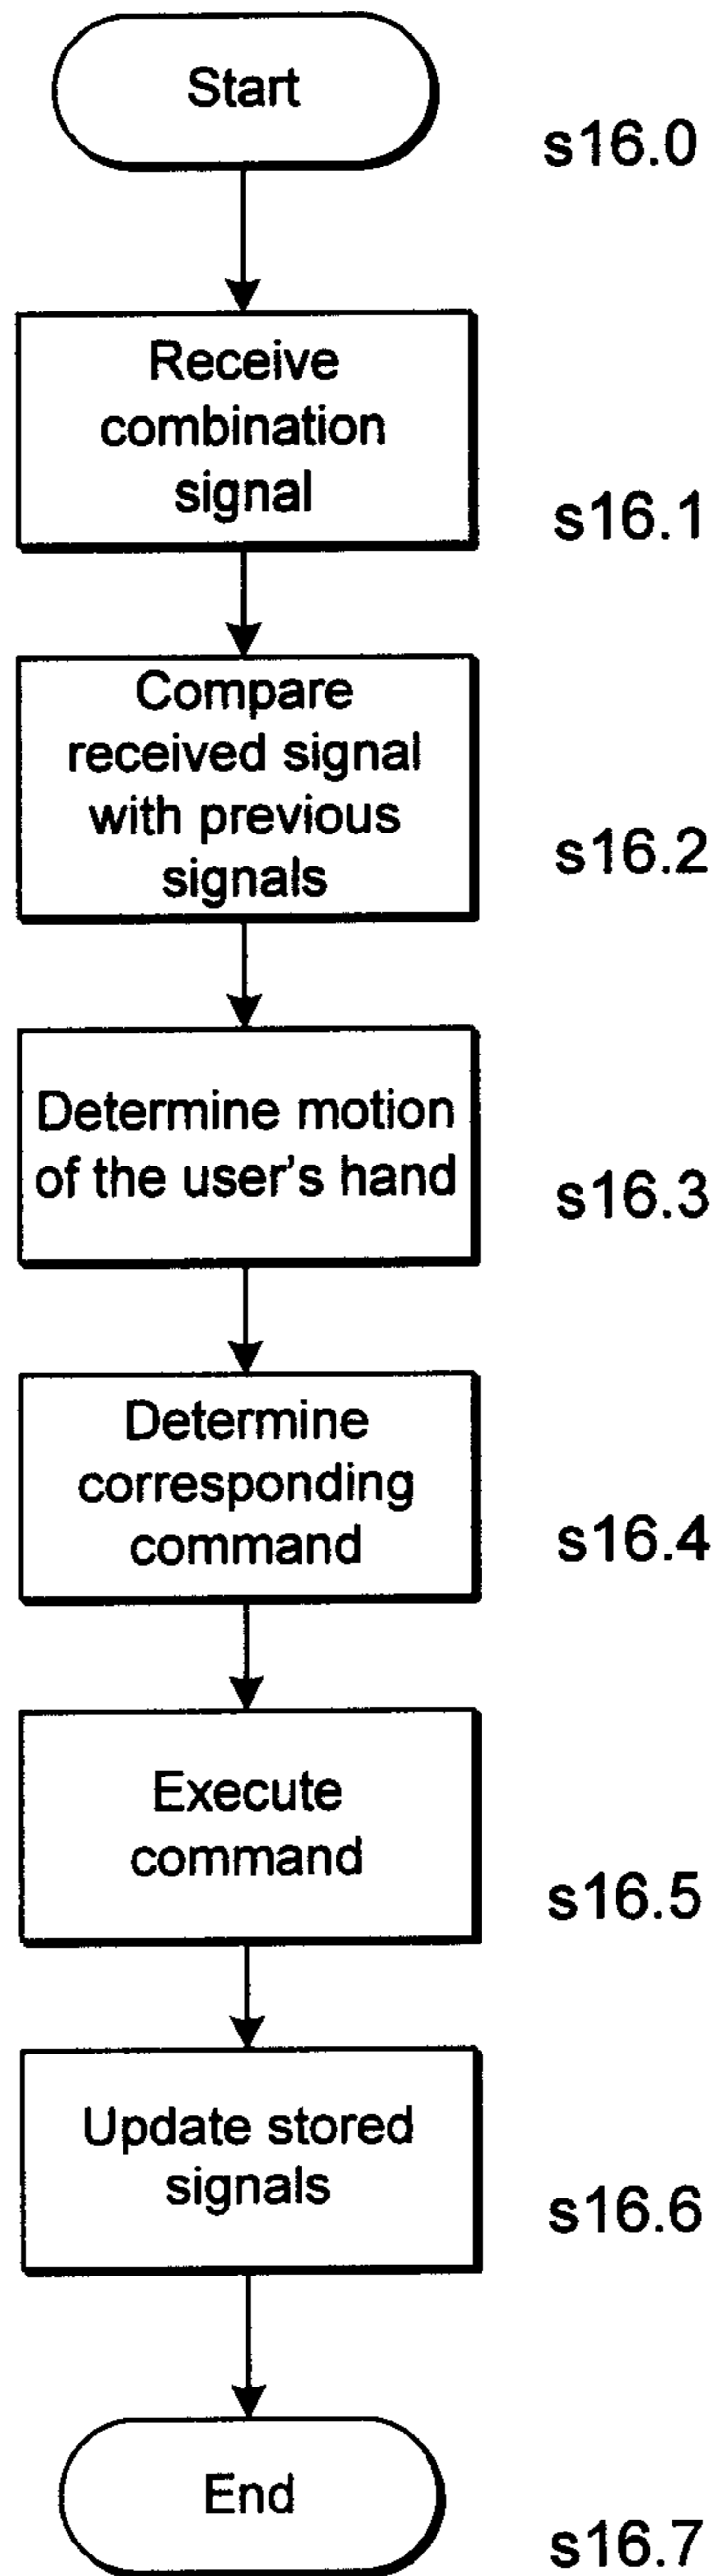 Start
s16.0
Receive
combination
signal
s16.1
Compare
received signal
with previous
signals
s16.2
Determine motion
of the user's hand
s16.3
Determine
corresponding
command
s16.4
Execute
command
s16.5
Update stored
signals
s16.6
End
s16.7